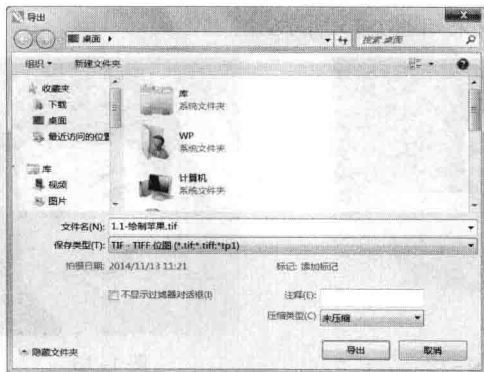 导出
桌面
搜索 桌面
组织 新建文件夹
收藏夹
下载
桌面
最近访问的位置
库
视频
图片
库
系统文件夹
WP
系统文件夹
计算机
系统文件夹
文件名(N): 1.1-绘制苹果.tif
保存类型(T): TIF - TIFF 位图 (*.tif;*.tiff;*tp1)
拍摄日期: 2014/11/13 11:21 标记: 添加标记
不显示过滤器对话框(I) 注释(E):
压缩类型(C) 未压缩
隐藏文件夹 导出 取消